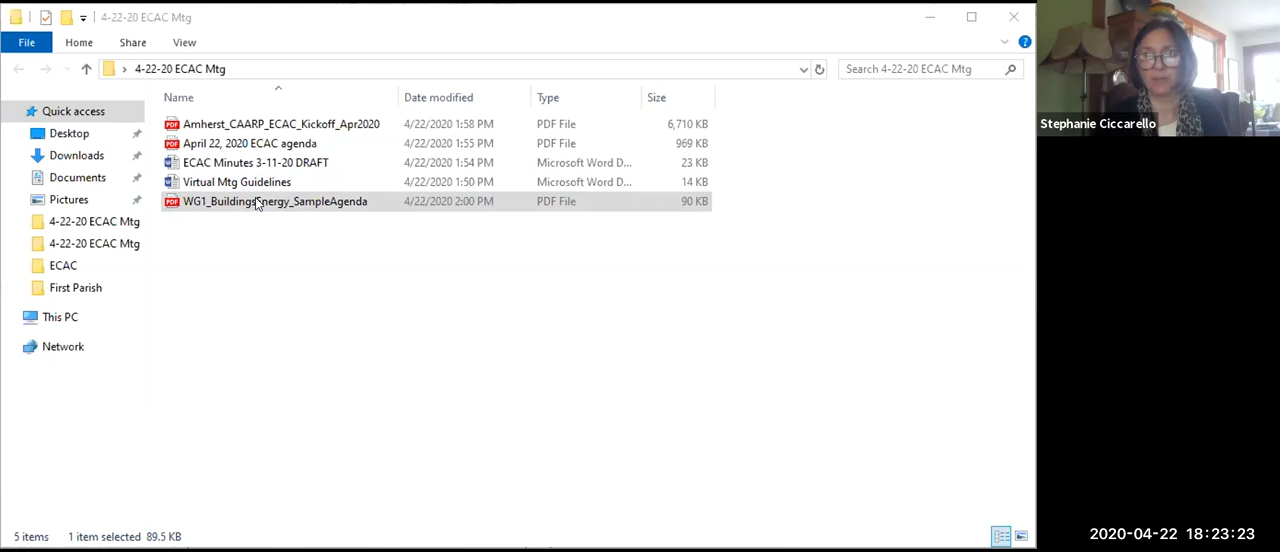 4-22-20 ECAC Mtg
File Home Share View
4-22-20 ECAC Mtg
Search 4-22-20 ECAC Mtg
Name Date modified Type Size
Quick access
Desktop
Downloads
Documents
Pictures
4-22-20 ECAC Mtg
4-22-20 ECAC Mtg
ECAC
First Parish
This PC
Network
Amherst_CAARP_ECAC_Kickoff_Apr2020 4/22/2020 1:58 PM PDF File 6,710 KB
April 22, 2020 ECAC agenda 4/22/2020 1:55 PM PDF File 969 KB
ECAC Minutes 3-11-20 DRAFT 4/22/2020 1:54 PM Microsoft Word D... 23 KB
Virtual Mtg Guidelines 4/22/2020 1:50 PM Microsoft Word D... 14 KB
WG1_BuildingsEnergy_SampleAgenda 4/22/2020 2:00 PM PDF File 90 KB
5 items 1 item selected 89.5 KB
Stephanie Ciccarello
2020-04-22 18:23:23